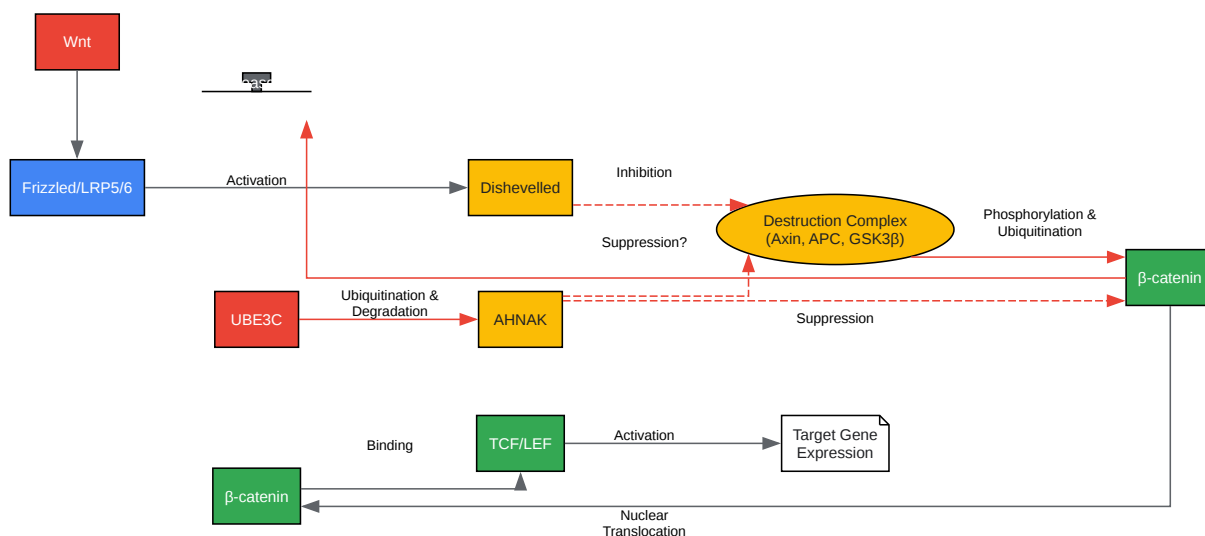 Wnt
Frizzled/LRP5/6
Activation
Dishevelled
Inhibition
Destruction Complex
(Axin, APC, GSK3β)
Suppression?
Phosphorylation &
Ubiquitination
β-catenin
UBE3C
Ubiquitination &
Degradation
AHNAK
Suppression
Binding
TCF/LEF
Activation
Target Gene
Expression
β-catenin
Nuclear
Translocation